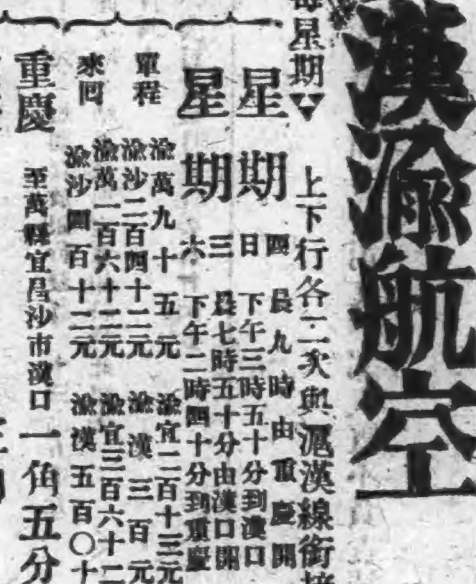 漢渝航空
每星期
上下行各二次與滬漢線銜接
星期日 四 晨九時由重慶開 下午三時五十分到漢口
星期六 三 晨七時五十分由漢口開 下午二時四十分到重慶
單程
渝萬九十五元 渝宜二百十三元
渝沙二百四十二元 渝漢三百元
來回
渝萬一百六十二元 渝宜三百六十二
渝沙四百十二元 渝漢五百〇十
重慶 至萬縣宜昌沙市漢口 一角五分